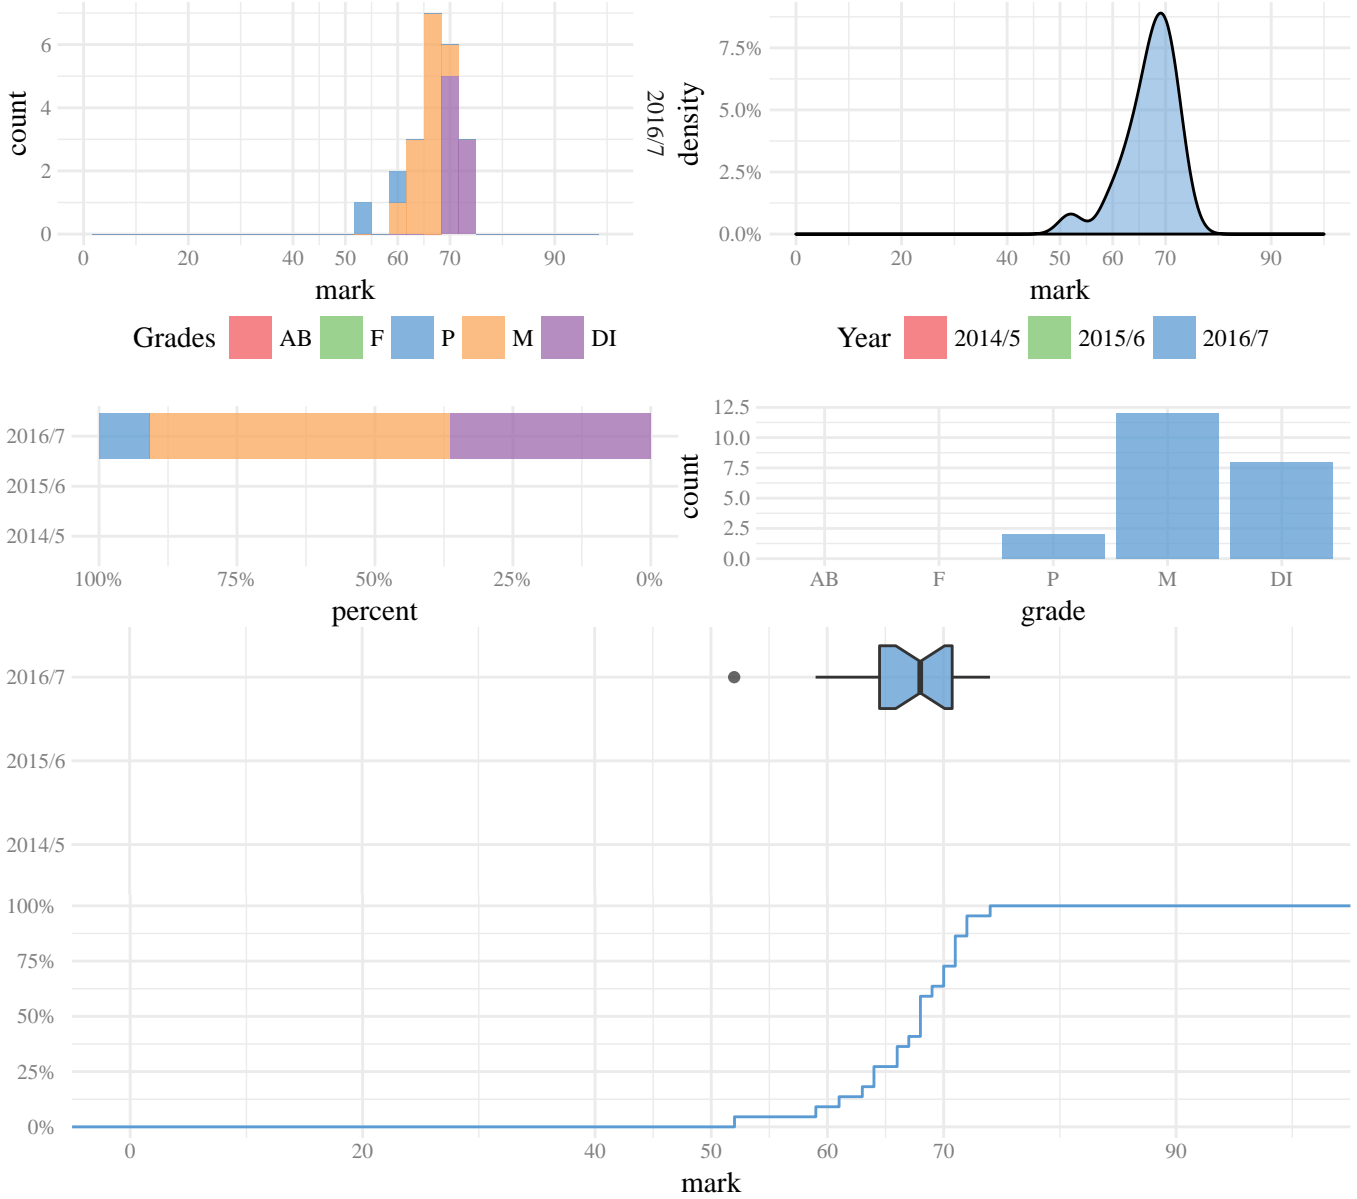 6
4
2
0
count
0 20 40 50 60 70 90
mark
2016/7
7.5%
5.0%
2.5%
0.0%
density
0 20 40 50 60 70 90
mark
Grades AB F P M DI
Year 2014/5 2015/6 2016/7
2016/7
2015/6
2014/5
100% 75% 50% 25% 0%
percent
12.5
10.0
7.5
5.0
2.5
0.0
count
AB F P M DI
grade
2016/7
2015/6
2014/5
100%
75%
50%
25%
0%
0 20 40 50 60 70 90
mark